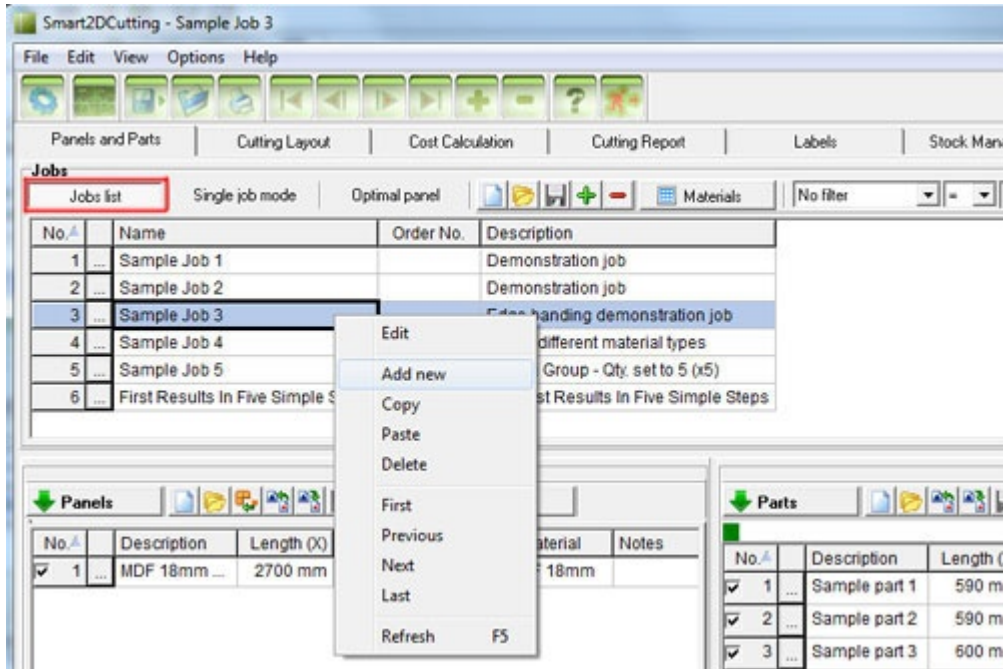 Smart2DCutting - Sample Job 3
File Edit View Options Help
Panels and Parts Cutting Layout Cost Calculation Cutting Report Labels Stock Man
Jobs
Jobs list Single job mode Optimal panel Materials No filter =
No. Name Order No. Description
1 ... Sample Job 1 Demonstration job
2 ... Sample Job 2 Demonstration job
3 ... Sample Job 3 Edge banding demonstration job
4 ... Sample Job 4 different material types
5 ... Sample Job 5 Group - Qty. set to 5 (x5)
6 ... First Results In Five Simple S st Results In Five Simple Steps
Edit
Add new
Copy
Paste
Delete
First
Previous
Next
Last
Refresh F5
Panels
No. Description Length (X) aterial Notes
1 ... MDF 18mm ... 2700 mm F 18mm
Parts
No. Description Length (
1 ... Sample part 1 590 m
2 ... Sample part 2 590 m
3 ... Sample part 3 600 m